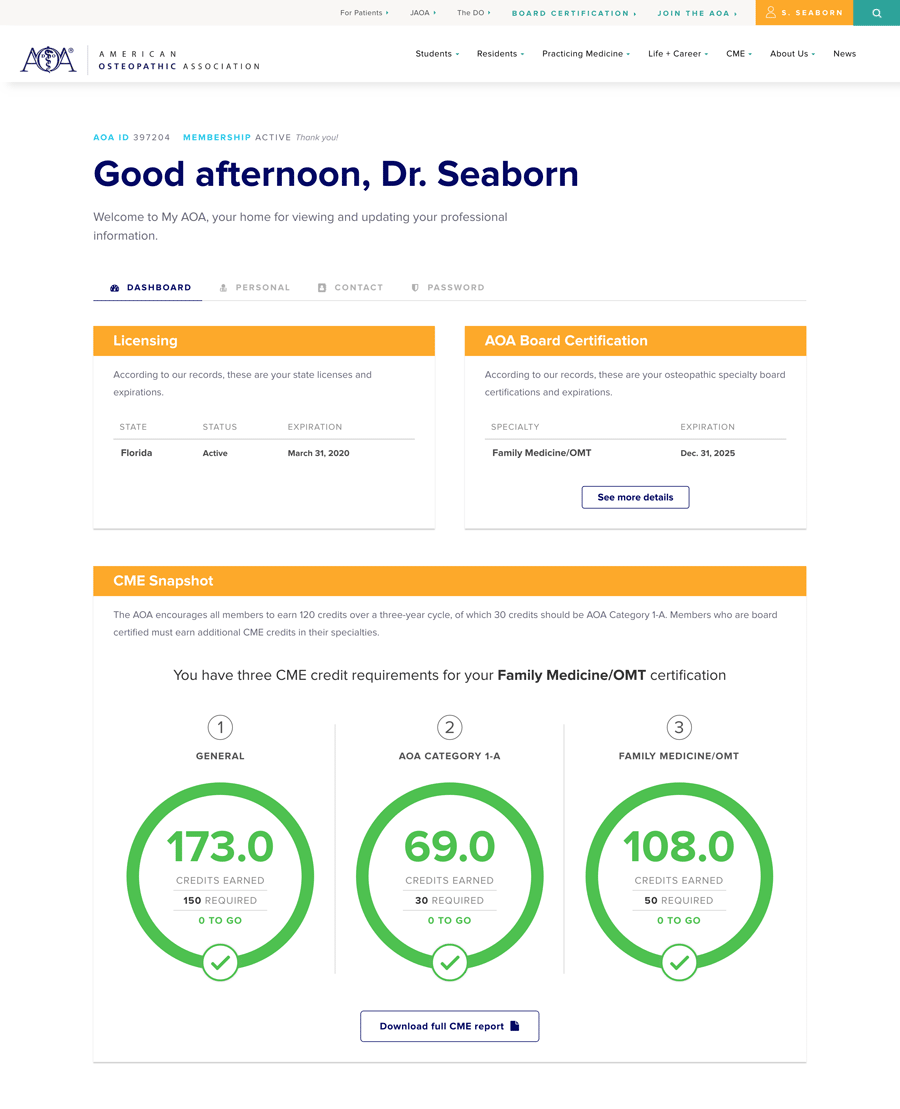 For Patients JAOA The DO BOARD CERTIFICATION JOIN THE AOA S. SEABORN
AOA®
AMERICAN
OSTEOPATHIC ASSOCIATION
Students Residents Practicing Medicine Life + Career CME About Us News
AOA ID 397204 MEMBERSHIP ACTIVE Thank you!
Good afternoon, Dr. Seaborn
Welcome to My AOA, your home for viewing and updating your professional
information.
DASHBOARD PERSONAL CONTACT PASSWORD
Licensing
According to our records, these are your state licenses and
expirations.
STATE STATUS EXPIRATION
Florida Active March 31, 2020
AOA Board Certification
According to our records, these are your osteopathic specialty board
certifications and expirations.
SPECIALTY EXPIRATION
Family Medicine/OMT Dec. 31, 2025
See more details
CME Snapshot
The AOA encourages all members to earn 120 credits over a three-year cycle, of which 30 credits should be AOA Category 1-A. Members who are board
certified must earn additional CME credits in their specialties.
You have three CME credit requirements for your Family Medicine/OMT certification
1
GENERAL
173.0
CREDITS EARNED
150 REQUIRED
0 TO GO
2
AOA CATEGORY 1-A
69.0
CREDITS EARNED
30 REQUIRED
0 TO GO
3
FAMILY MEDICINE/OMT
108.0
CREDITS EARNED
50 REQUIRED
0 TO GO
Download full CME report